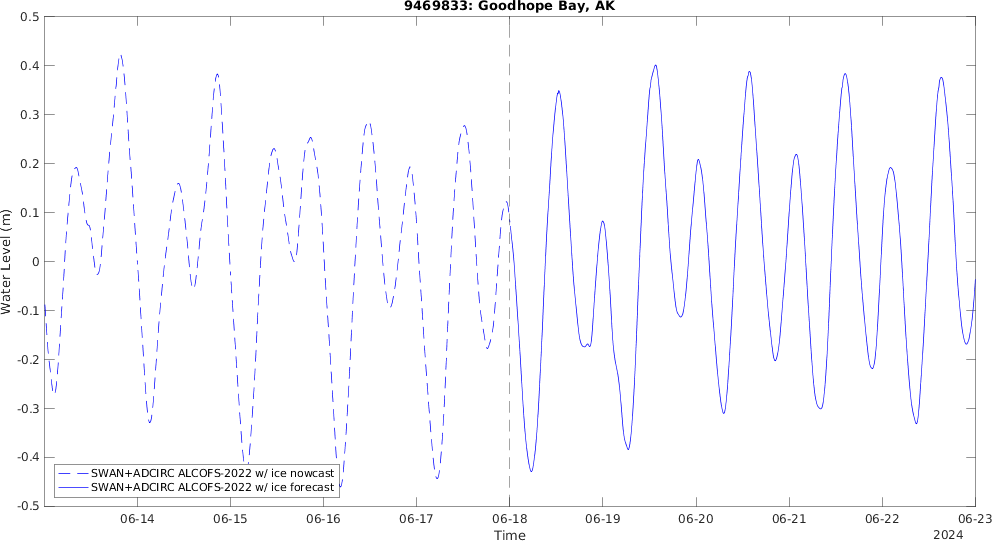 9469833: Goodhope Bay, AK
0.5
0.4
0.3
0.2
0.1
0
-0.1
-0.2
-0.3
-0.4
-0.5
Water Level (m)
SWAN+ADCIRC ALCOFS-2022 w/ ice nowcast
SWAN+ADCIRC ALCOFS-2022 w/ ice forecast
06-14 06-15 06-16 06-17 06-18 06-19 06-20 06-21 06-22 06-23
Time
2024